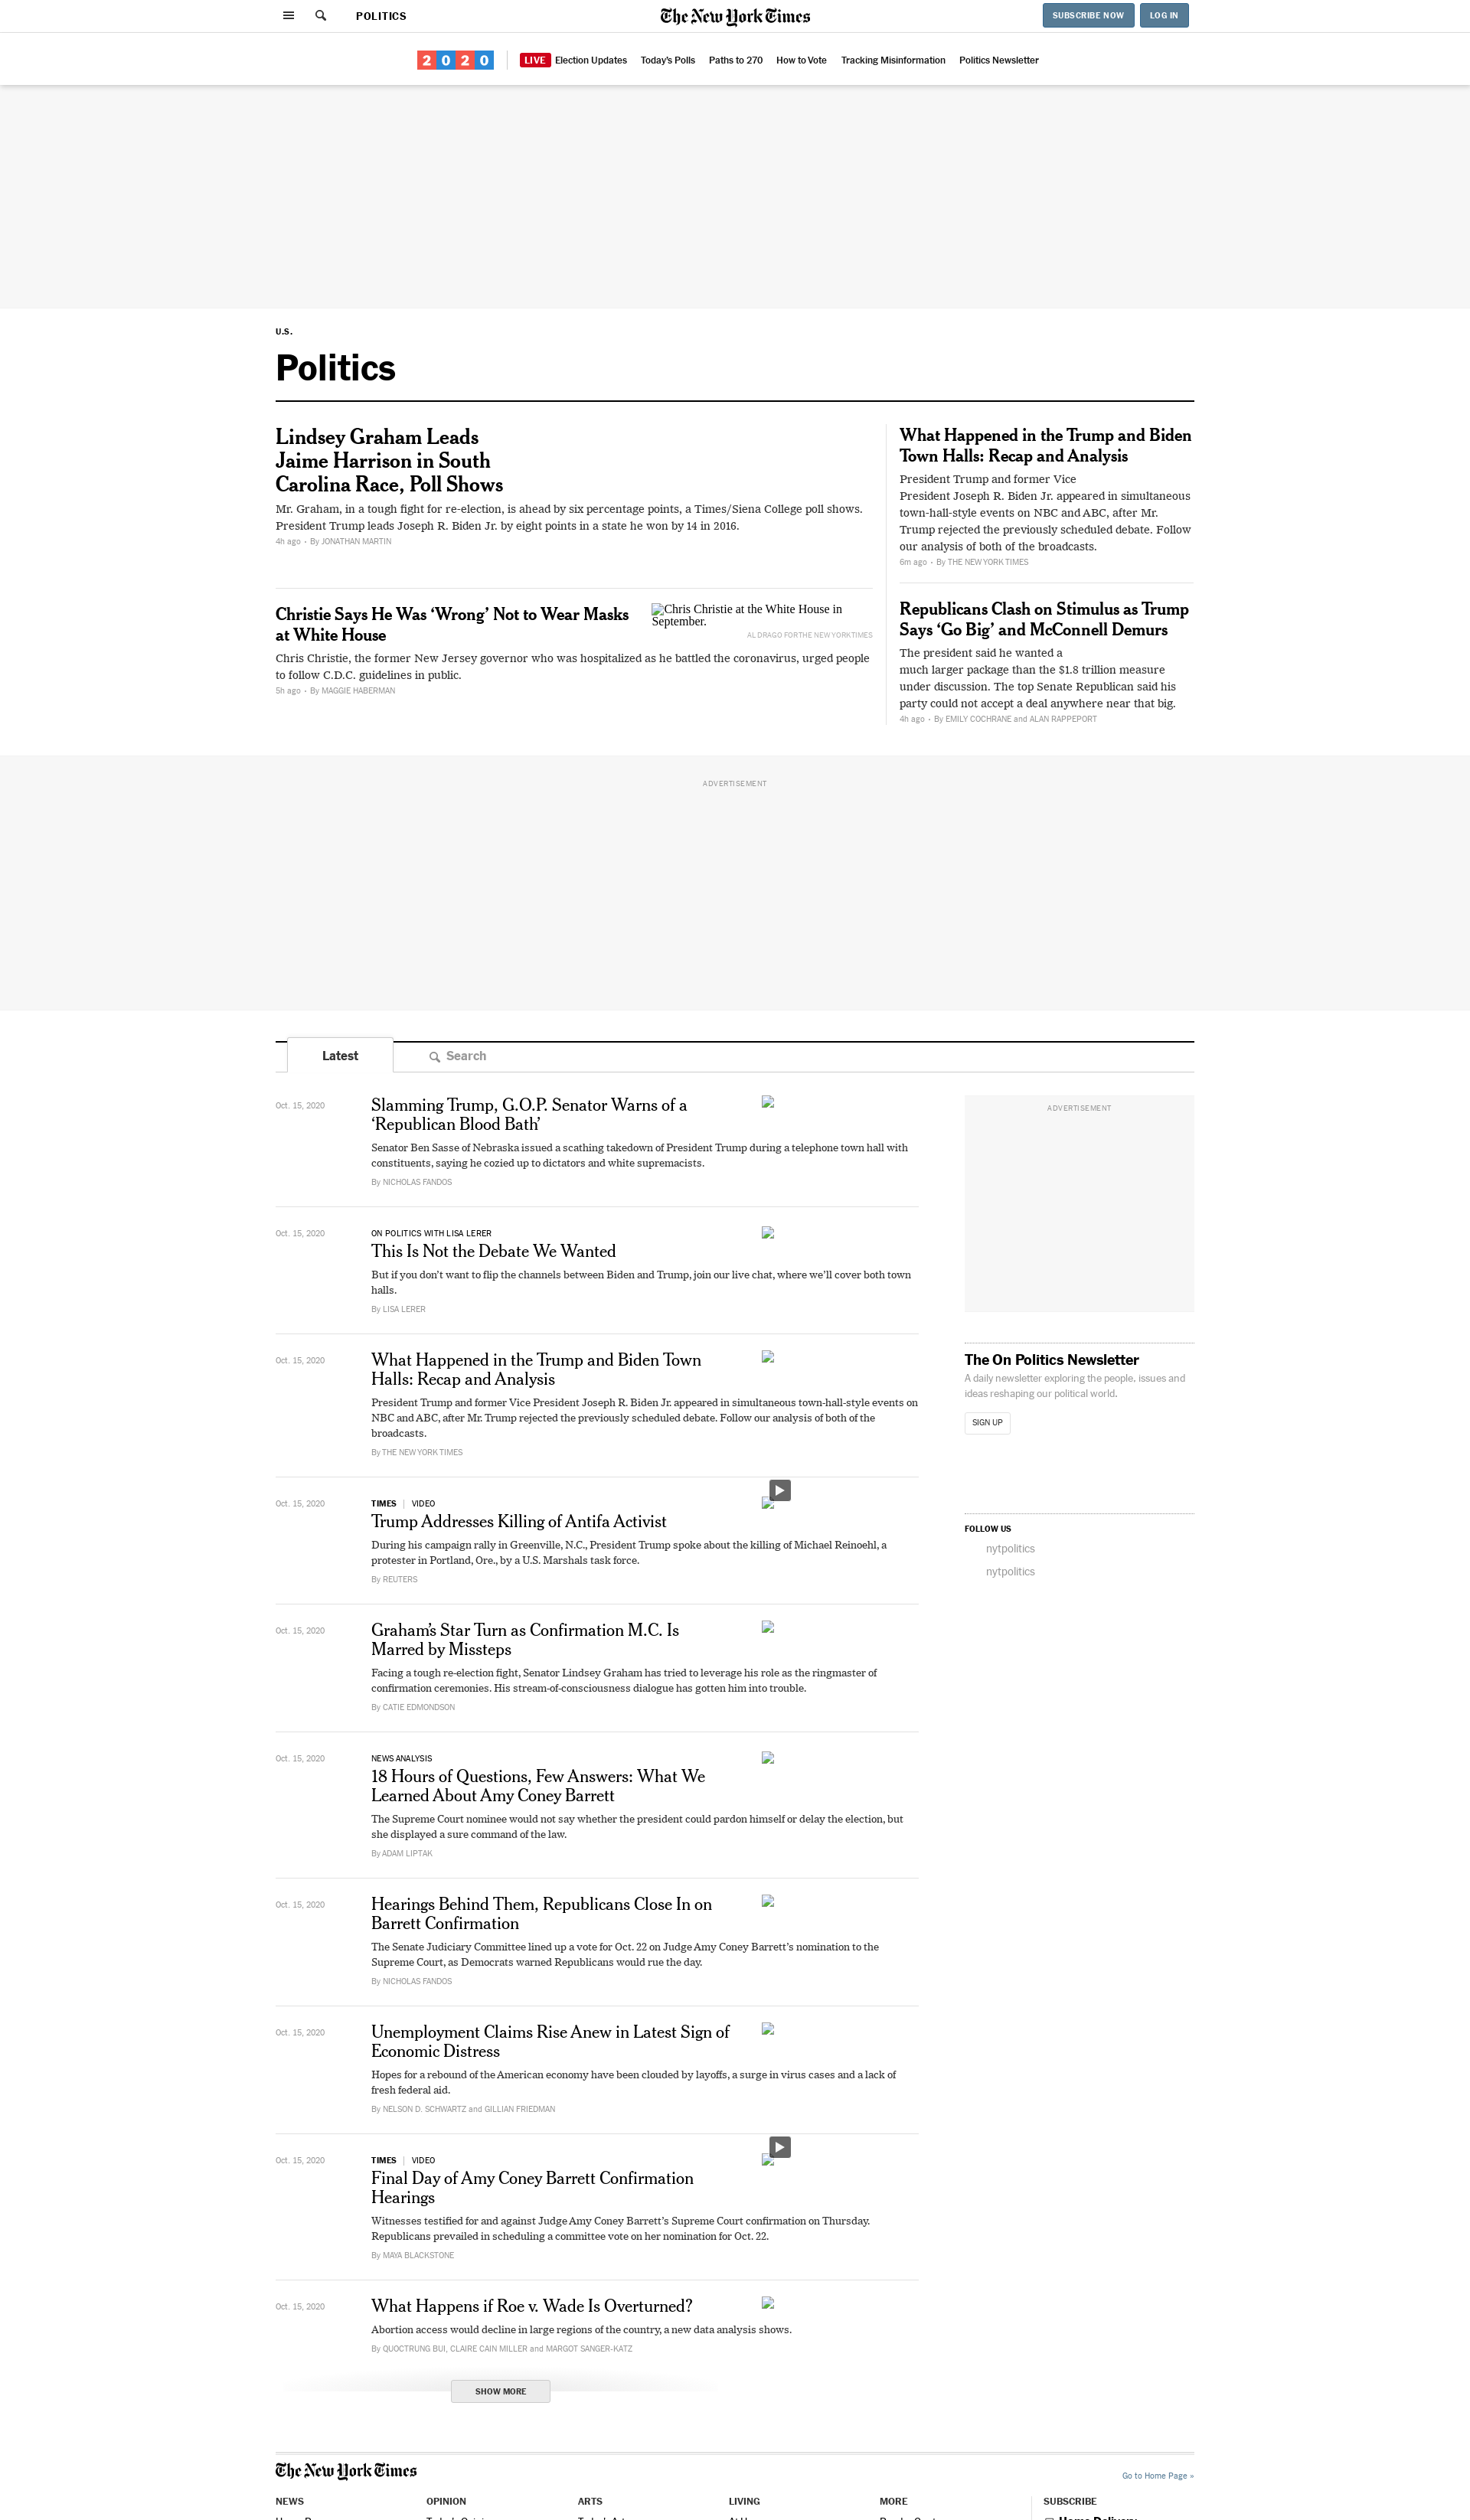 POLITICS
The New York Times
SUBSCRIBE NOW
LOG IN
2020
LIVE Election Updates
Today's Polls
Paths to 270
How to Vote
Tracking Misinformation
Politics Newsletter
U.S.
Politics
Lindsey Graham Leads
Jaime Harrison in South
Carolina Race, Poll Shows
Mr. Graham, in a tough fight for re-election, is ahead by six percentage points, a Times/Siena College poll shows.
President Trump leads Joseph R. Biden Jr. by eight points in a state he won by 14 in 2016.
4h ago - By JONATHAN MARTIN
Christie Says He Was ‘Wrong’ Not to Wear Masks
at White House
Chris Christie at the White House in
September.
AL DRAGO FOR THE NEW YORK TIMES
Chris Christie, the former New Jersey governor who was hospitalized as he battled the coronavirus, urged people
to follow C.D.C. guidelines in public.
5h ago - By MAGGIE HABERMAN
What Happened in the Trump and Biden
Town Halls: Recap and Analysis
President Trump and former Vice
President Joseph R. Biden Jr. appeared in simultaneous
town-hall-style events on NBC and ABC, after Mr.
Trump rejected the previously scheduled debate. Follow
our analysis of both of the broadcasts.
6m ago - By THE NEW YORK TIMES
Republicans Clash on Stimulus as Trump
Says ‘Go Big’ and McConnell Demurs
The president said he wanted a
much larger package than the $1.8 trillion measure
under discussion. The top Senate Republican said his
party could not accept a deal anywhere near that big.
4h ago - By EMILY COCHRANE and ALAN RAPPEPORT
ADVERTISEMENT
Latest
Search
Oct. 15, 2020
Slamming Trump, G.O.P. Senator Warns of a
‘Republican Blood Bath’
Senator Ben Sasse of Nebraska issued a scathing takedown of President Trump during a telephone town hall with
constituents, saying he cozied up to dictators and white supremacists.
By NICHOLAS FANDOS
Oct. 15, 2020
ON POLITICS WITH LISA LERER
This Is Not the Debate We Wanted
But if you don’t want to flip the channels between Biden and Trump, join our live chat, where we’ll cover both town
halls.
By LISA LERER
Oct. 15, 2020
What Happened in the Trump and Biden Town
Halls: Recap and Analysis
President Trump and former Vice President Joseph R. Biden Jr. appeared in simultaneous town-hall-style events on
NBC and ABC, after Mr. Trump rejected the previously scheduled debate. Follow our analysis of both of the
broadcasts.
By THE NEW YORK TIMES
Oct. 15, 2020
TIMES | VIDEO
Trump Addresses Killing of Antifa Activist
During his campaign rally in Greenville, N.C., President Trump spoke about the killing of Michael Reinoehl, a
protester in Portland, Ore., by a U.S. Marshals task force.
By REUTERS
Oct. 15, 2020
Graham’s Star Turn as Confirmation M.C. Is
Marred by Missteps
Facing a tough re-election fight, Senator Lindsey Graham has tried to leverage his role as the ringmaster of
confirmation ceremonies. His stream-of-consciousness dialogue has gotten him into trouble.
By CATIE EDMONDSON
Oct. 15, 2020
NEWS ANALYSIS
18 Hours of Questions, Few Answers: What We
Learned About Amy Coney Barrett
The Supreme Court nominee would not say whether the president could pardon himself or delay the election, but
she displayed a sure command of the law.
By ADAM LIPTAK
Oct. 15, 2020
Hearings Behind Them, Republicans Close In on
Barrett Confirmation
The Senate Judiciary Committee lined up a vote for Oct. 22 on Judge Amy Coney Barrett’s nomination to the
Supreme Court, as Democrats warned Republicans would rue the day.
By NICHOLAS FANDOS
Oct. 15, 2020
Unemployment Claims Rise Anew in Latest Sign of
Economic Distress
Hopes for a rebound of the American economy have been clouded by layoffs, a surge in virus cases and a lack of
fresh federal aid.
By NELSON D. SCHWARTZ and GILLIAN FRIEDMAN
Oct. 15, 2020
TIMES | VIDEO
Final Day of Amy Coney Barrett Confirmation
Hearings
Witnesses testified for and against Judge Amy Coney Barrett’s Supreme Court confirmation on Thursday.
Republicans prevailed in scheduling a committee vote on her nomination for Oct. 22.
By MAYA BLACKSTONE
Oct. 15, 2020
What Happens if Roe v. Wade Is Overturned?
Abortion access would decline in large regions of the country, a new data analysis shows.
By QUOCTRUNG BUI, CLAIRE CAIN MILLER and MARGOT SANGER-KATZ
SHOW MORE
ADVERTISEMENT
The On Politics Newsletter
A daily newsletter exploring the people, issues and
ideas reshaping our political world.
SIGN UP
FOLLOW US
nytpolitics
nytpolitics
The New York Times
Go to Home Page »
NEWS
OPINION
ARTS
LIVING
MORE
SUBSCRIBE